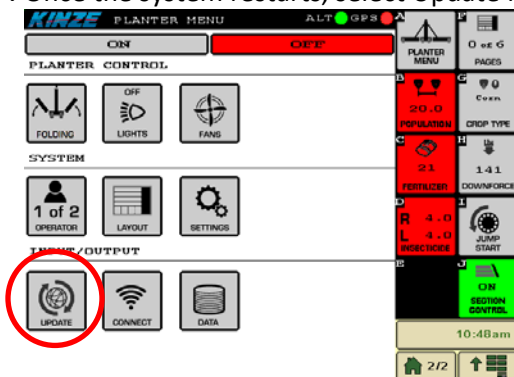 . Once the system restarts, select Update f
KINZE PLANTER MENU ALT GPS
ON OFF
PLANTER CONTROL
OFF
FOLDING LIGHTS FANS
SYSTEM
1 of 2
OPERATOR LAYOUT SETTINGS
INPUT/OUTPUT
UPDATE CONNECT DATA
A
PLANTER
MENU
F
0 of 6
PAGES
B
20.0
POPULATION
G
0
Corn
CROP TYPE
C
21
FERTILIZER
H
Lbs
141
DOWNFORCE
D
R 4.0
L 4.0
INSECTICIDE
I
JUMP
START
E
J
ON
SECTION
CONTROL
10:48am
2/2